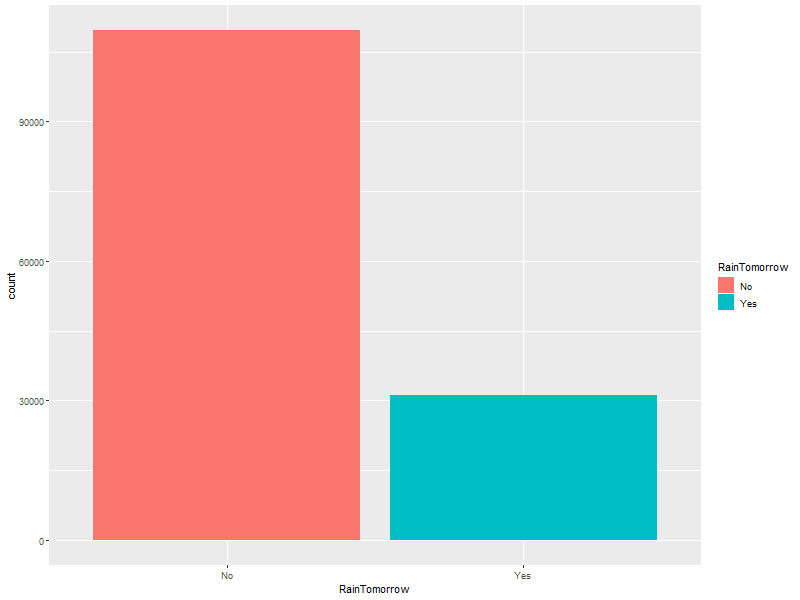 count
90000
60000
30000
0
No
Yes
RainTomorrow
RainTomorrow
No
Yes